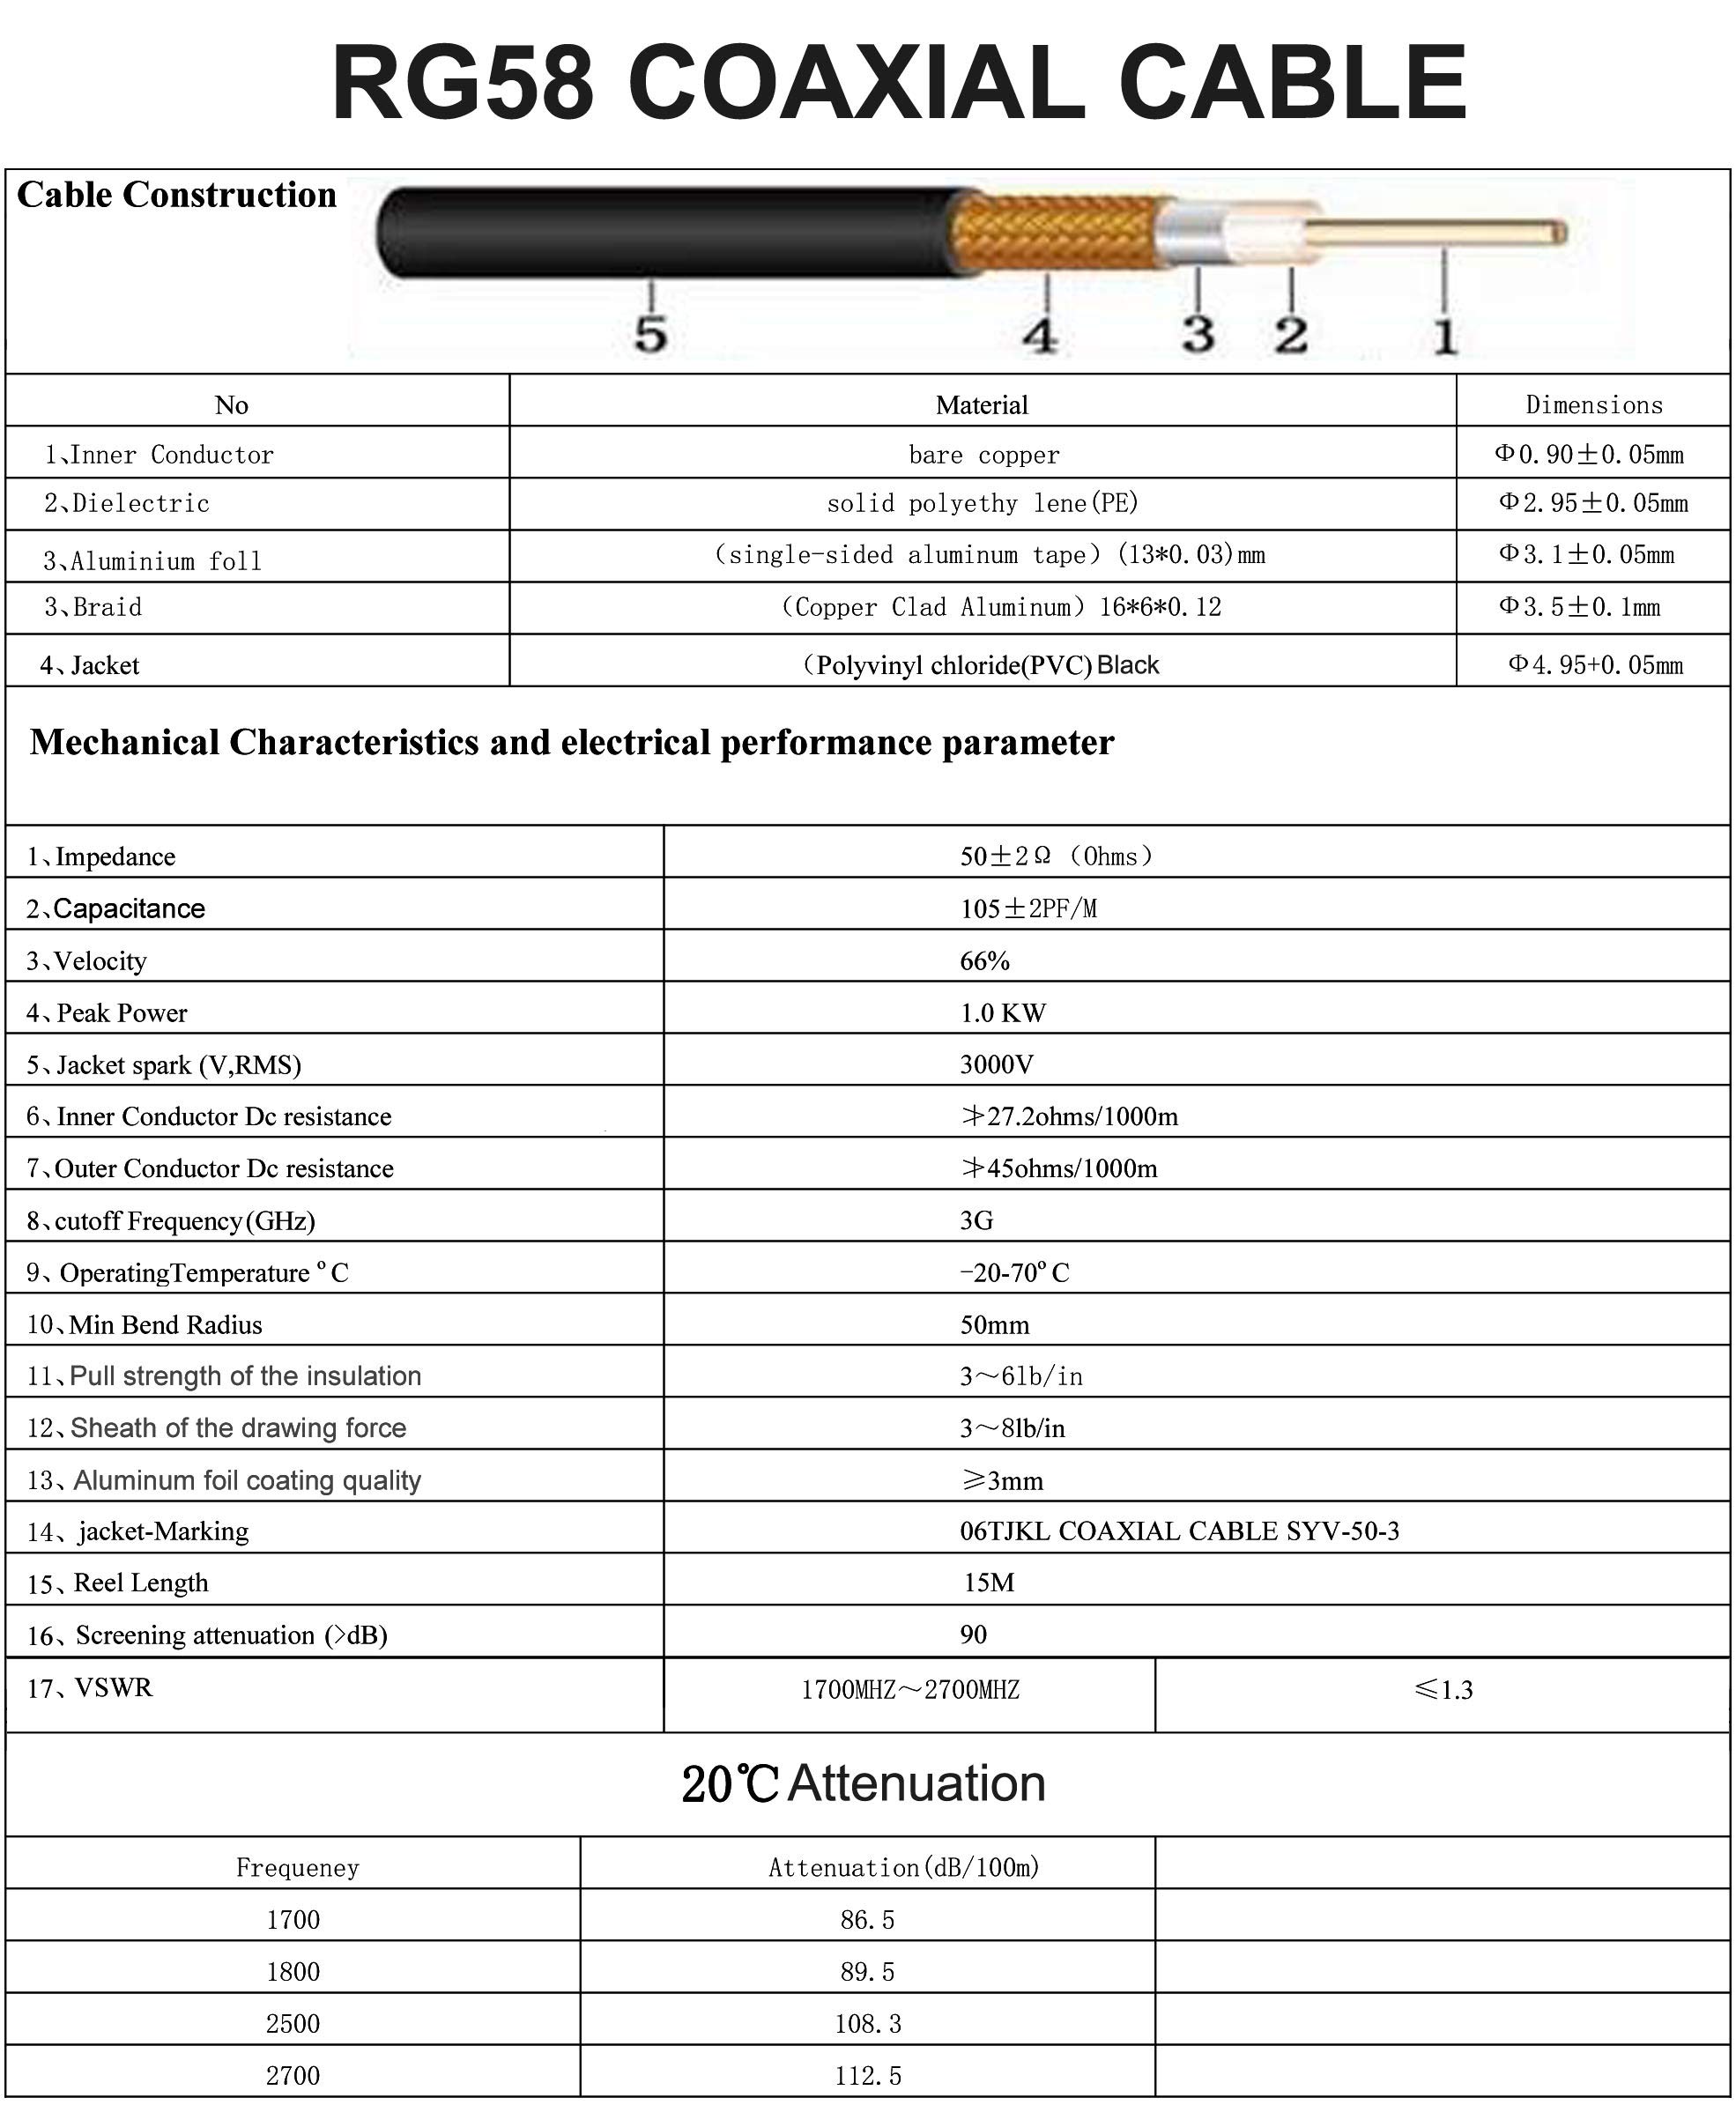 RG58 COAXIAL CABLE
Cable Construction
5 4 3 2 1
No Material Dimensions
1、Inner Conductor bare copper Φ0.90±0.05mm
2、Dielectric solid polyethy lene(PE) Φ2.95±0.05mm
3、Aluminium foll （single-sided aluminum tape）(13*0.03)mm Φ3.1±0.05mm
3、Braid （Copper Clad Aluminum）16*6*0.12 Φ3.5±0.1mm
4、Jacket （Polyvinyl chloride(PVC) Black Φ4.95+0.05mm
Mechanical Characteristics and electrical performance parameter
1、Impedance 50±2Ω（Ohms）
2、Capacitance 105±2PF/M
3、Velocity 66%
4、Peak Power 1.0 KW
5、Jacket spark (V,RMS) 3000V
6、Inner Conductor Dc resistance ≯27.2ohms/1000m
7、Outer Conductor Dc resistance ≯45ohms/1000m
8、cutoff Frequency(GHz) 3G
9、OperatingTemperature º C −20-70º C
10、Min Bend Radius 50mm
11、Pull strength of the insulation 3～6lb/in
12、Sheath of the drawing force 3～8lb/in
13、Aluminum foil coating quality ≥3mm
14、jacket-Marking 06TJKL COAXIAL CABLE SYV-50-3
15、Reel Length 15M
16、Screening attenuation (>dB) 90
17、VSWR 1700MHZ～2700MHZ ≤1.3
20℃ Attenuation
Frequeney Attenuation(dB/100m)
1700 86.5
1800 89.5
2500 108.3
2700 112.5